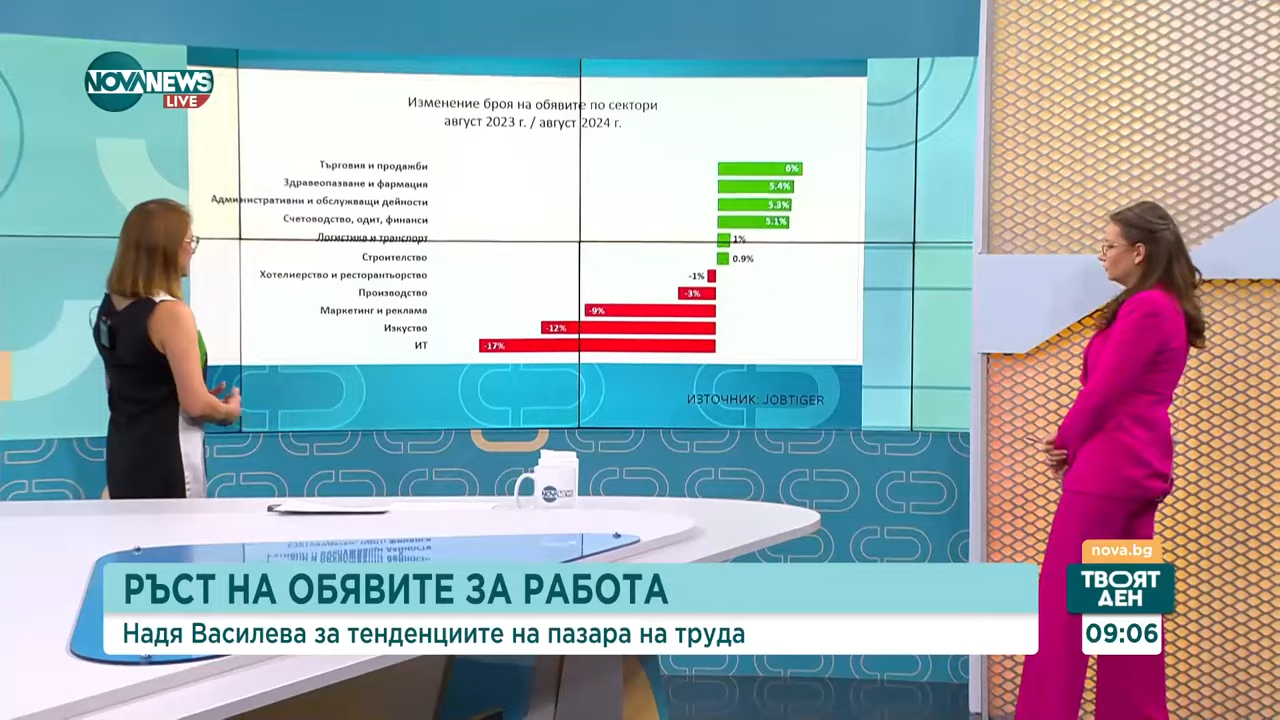 NOVANEWS
LIVE
Изменение броя на обявите по сектори
август 2023 г. / август 2024 г.
Търговия и продажби 6%
Здравеопазване и фармация 5.4%
Административни и обслужващи дейности 5.3%
Счетоводство, одит, финанси 5.1%
Логистика и транспорт 1%
Строителство 0.9%
Хотелиерство и ресторантьорство -1%
Производство -3%
Маркетинг и реклама -9%
Изкуство -12%
ИТ -17%
ИЗТОЧНИК: JOBTIGER
NOVANEWS
nova.bg
ТВОЯТ
ДЕН
09:06
РЪСТ НА ОБЯВИТЕ ЗА РАБОТА
Надя Василева за тенденциите на пазара на труда